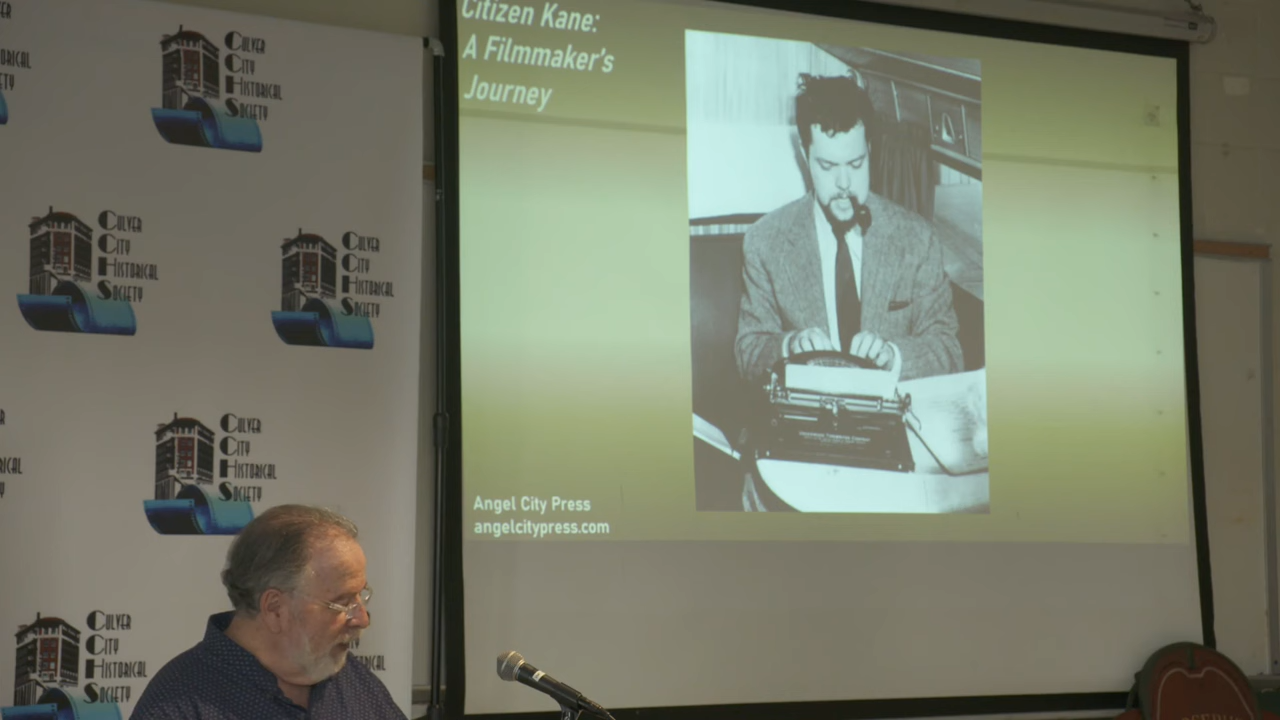 CULVER
CITY
HISTORICAL
SOCIETY
CULVER
CITY
HISTORICAL
SOCIETY
CULVER
CITY
HISTORICAL
SOCIETY
CULVER
CITY
HISTORICAL
SOCIETY
CULVER
CITY
HISTORICAL
SOCIETY
Citizen Kane:
A Filmmaker's
Journey
Angel City Press
angelcitypress.com